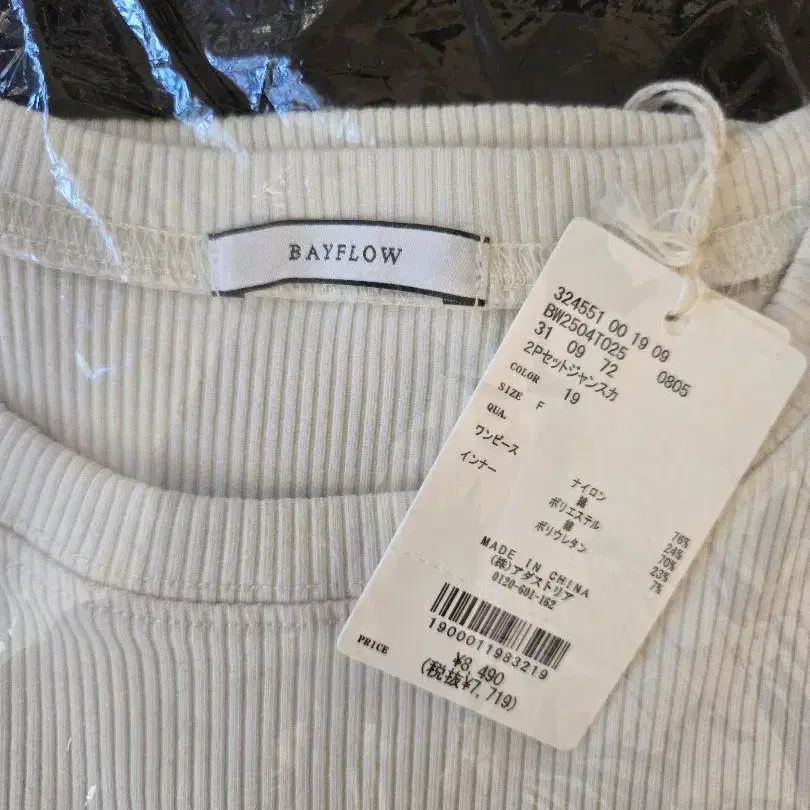 BAYFLOW
324551 00 19 09
BW2504T025
31 09 72 0805
2Pセットジャンスカ
COLOR 19
SIZE F
QUA.
ワンピース ナイロン 76%
綿 24%
インナー ポリエステル 70%
綿 23%
ポリウレタン 7%
MADE IN CHINA
(株)アダストリア
0120-601-162
1900011983219
PRICE ¥8,490
(税抜¥7,719)